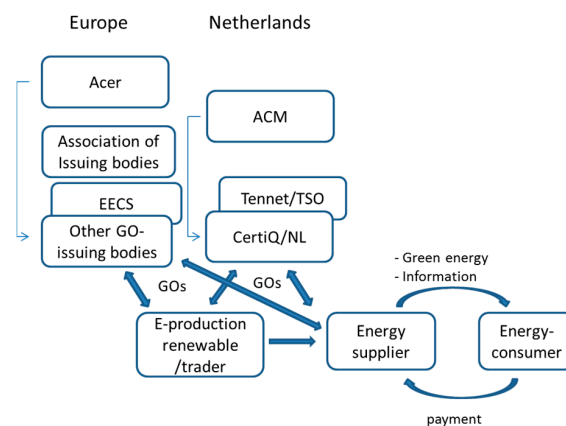 Europe
Netherlands
Acer
ACM
Association of
Issuing bodies
EECS
Other GO-
issuing bodies
Tennet/TSO
CertiQ/NL
GOs
GOs
- Green energy
- Information
E-production
renewable
/trader
Energy
supplier
Energy-
consumer
payment